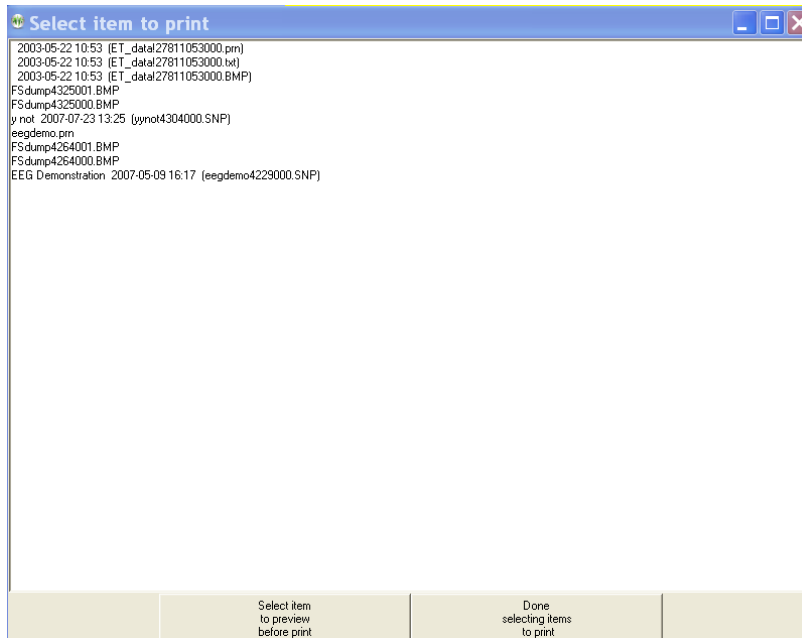 Select item to print
2003-05-22 10:53 (ET_data!27811053000.prn)
2003-05-22 10:53 (ET_data!27811053000.txt)
2003-05-22 10:53 (ET_data!27811053000.BMP)
FSdump4325001.BMP
FSdump4325000.BMP
y not 2007-07-23 13:25 (yynot4304000.SNP)
eegdemo.prn
FSdump4264001.BMP
FSdump4264000.BMP
EEG Demonstration 2007-05-09 16:17 (eegdemo4229000.SNP)
Select item
to preview
before print
Done
selecting items
to print